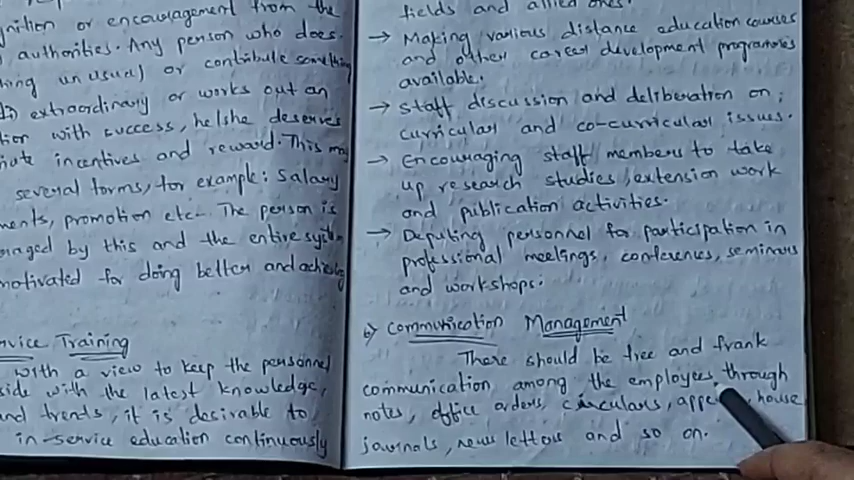 gnition or encouragement from the
authorities. Any person who does
king unusual or contribute something
extraordinary or works out an
tion with success, he/she deserves
note incentives and reward. This may
several forms, for example: Salary
ments, promotion etc. The person is
raged by this and the entire system
motivated for doing better and achieving
rvice Training
with a view to keep the personnel
side with the latest knowledge,
and trends, it is desirable to
in-service education continuously
fields and allied ones.
→ Making various distance education courses
and other career development programmes
available.
→ Staff discussion and deliberation on;
curricular and co-curricular issues.
→ Encouraging staff members to take
up research studies, extension work
and publication activities.
→ Deputing personnel for participation in
professional meetings, conferences, seminars
and workshops.
Communication Management
There should be free and frank
communication among the employees through
notes, office orders, circulars, house
journals, news letters and so on.